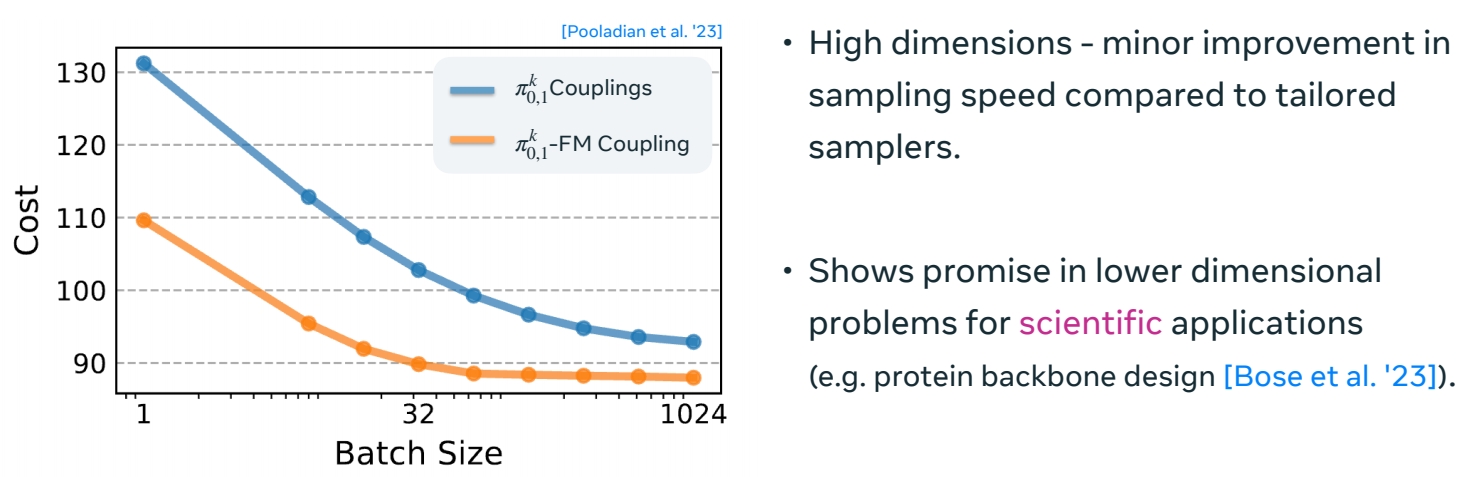 [Pooladian et al. '23]
130
120
110
100
90
Cost
π^k_{0,1}Couplings
π^k_{0,1}-FM Coupling
1 32 1024
Batch Size
• High dimensions - minor improvement in
sampling speed compared to tailored
samplers.
• Shows promise in lower dimensional
problems for scientific applications
(e.g. protein backbone design [Bose et al. '23]).